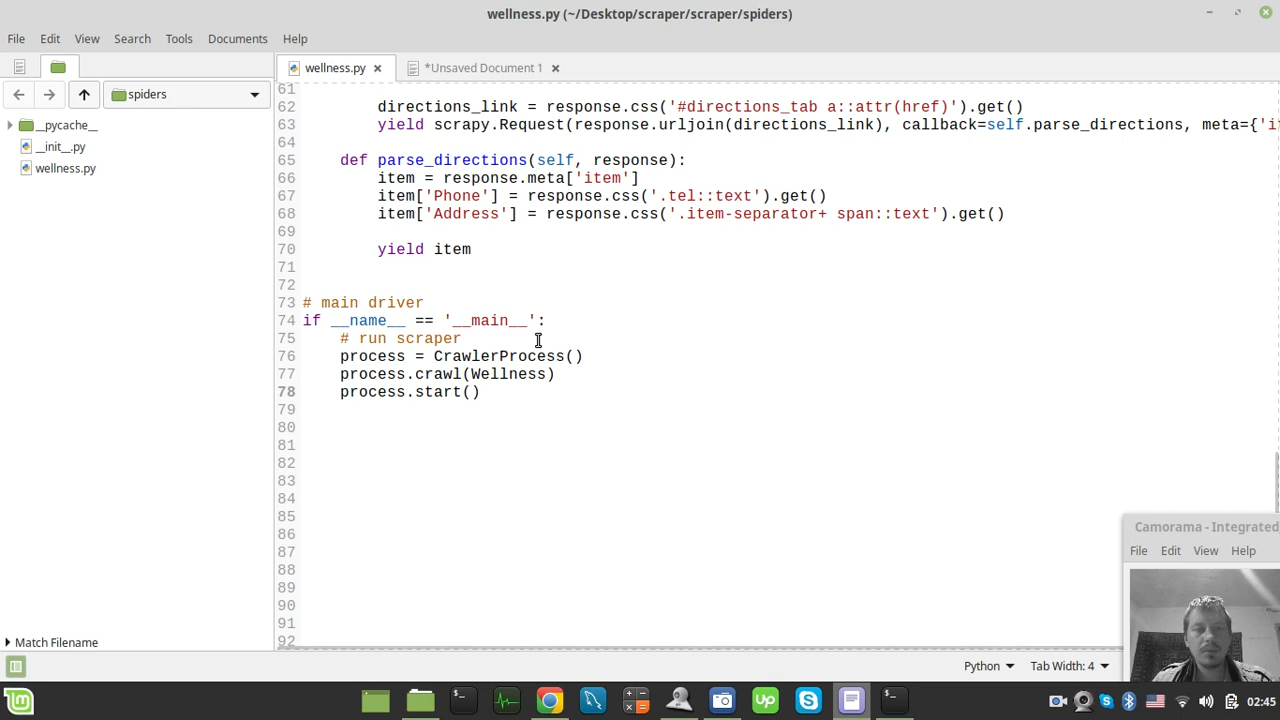 wellness.py (~/Desktop/scraper/scraper/spiders)
File Edit View Search Tools Documents Help
wellness.py *Unsaved Document 1
spiders
__pycache__
__init__.py
wellness.py
61
62 directions_link = response.css('#directions_tab a::attr(href)').get()
63 yield scrapy.Request(response.urljoin(directions_link), callback=self.parse_directions, meta={'i
64
65 def parse_directions(self, response):
66 item = response.meta['item']
67 item['Phone'] = response.css('.tel::text').get()
68 item['Address'] = response.css('.item-separator+ span::text').get()
69
70 yield item
71
72
73 # main driver
74 if __name__ == '__main__':
75 # run scraper
76 process = CrawlerProcess()
77 process.crawl(Wellness)
78 process.start()
79
80
81
82
83
84
85
86
87
88
89
90
91
92
Camorama - Integrated
File Edit View Help
Match Filename
Python Tab Width: 4
Up
02:45